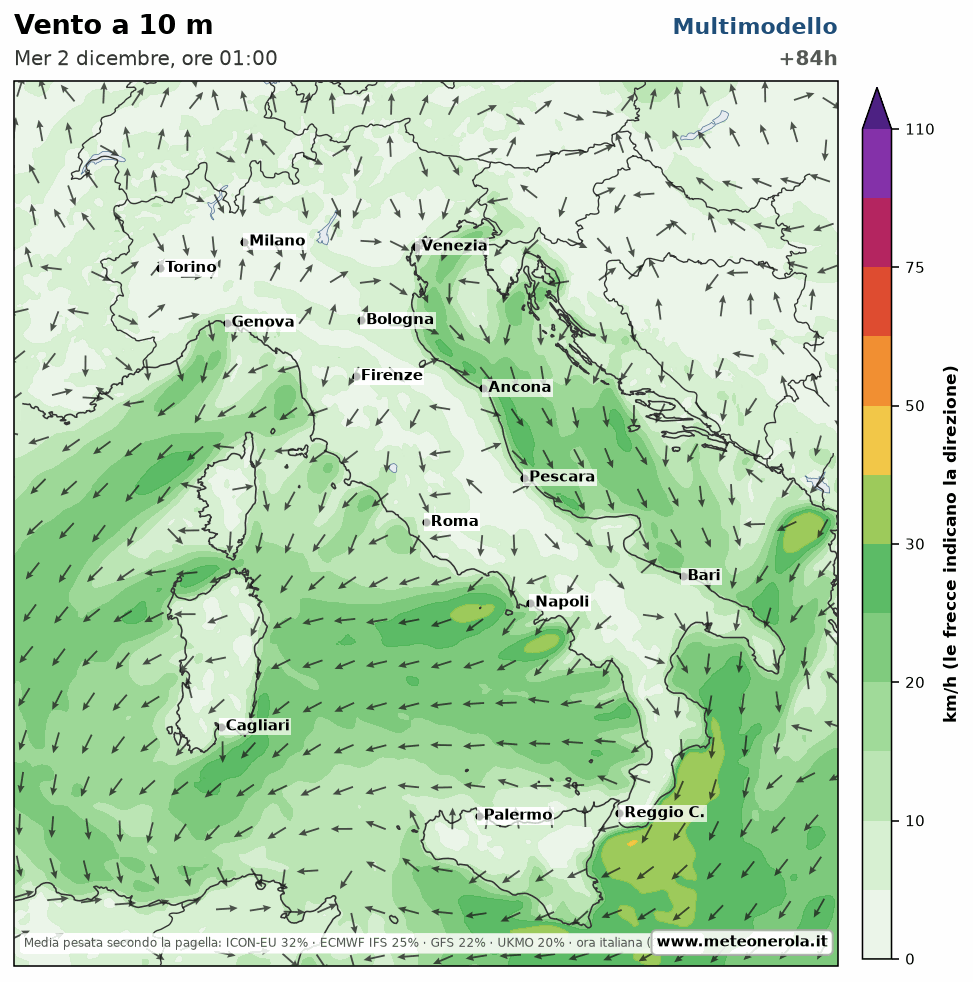 Vento a 10 m
Multimodello
Mer 2 dicembre, ore 01:00
+84h
110
Milano
Venezia
Torino
75
Genova
Bologna
Firenze
Ancona
50
Pescara
Roma
30
Bari
Napoli
20
Cagliari
Palermo
Reggio C.
10
0
km/h (le frecce indicano la direzione)
Media pesata secondo la pagella: ICON-EU 32% · ECMWF IFS 25% · GFS 22% · UKMO 20% · ora italiana (
www.meteonerola.it